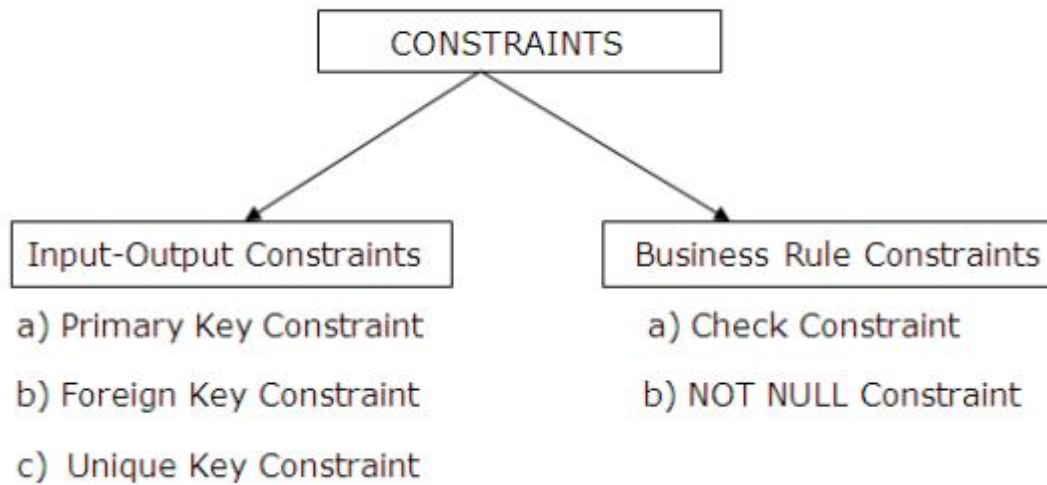 CONSTRAINTS
Input-Output Constraints
a) Primary Key Constraint
b) Foreign Key Constraint
c) Unique Key Constraint
Business Rule Constraints
a) Check Constraint
b) NOT NULL Constraint